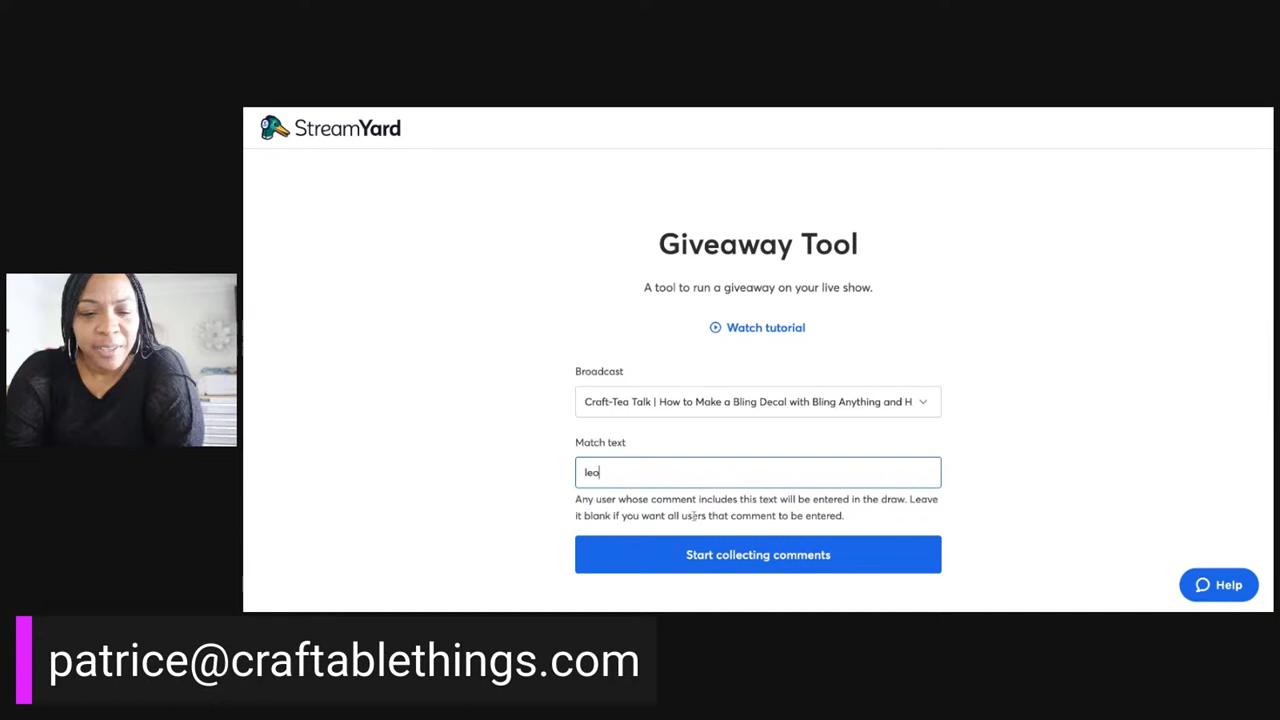 StreamYard
Giveaway Tool
A tool to run a giveaway on your live show.
Watch tutorial
Broadcast
Craft-Tea Talk | How to Make a Bling Decal with Bling Anything and H
Match text
leo
Any user whose comment includes this text will be entered in the draw. Leave
it blank if you want all users that comment to be entered.
Start collecting comments
Help
patrice@craftablethings.com